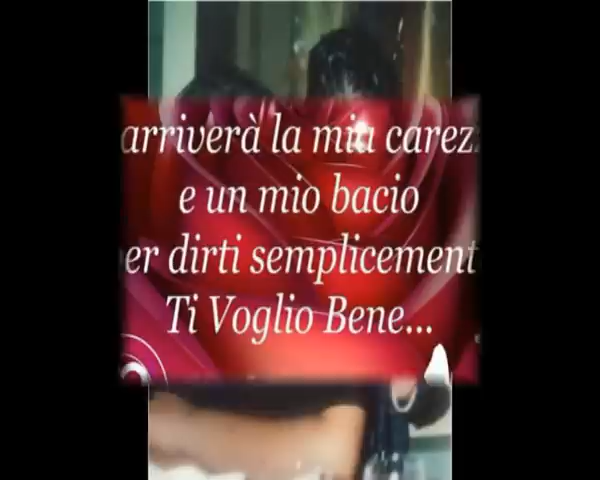 arriverà la mia carez
e un mio bacio
er dirti semplicement
Ti Voglio Bene...